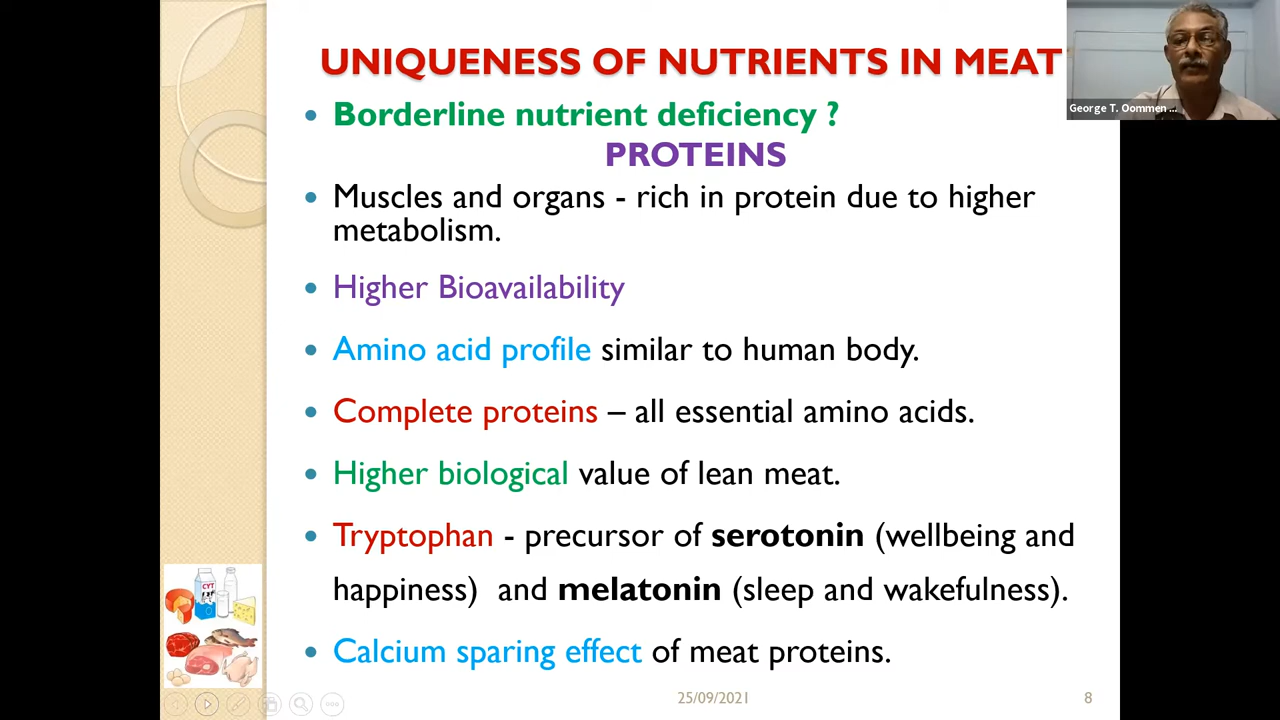 UNIQUENESS OF NUTRIENTS IN MEAT
George T. Oommen ...
• Borderline nutrient deficiency ?
PROTEINS
• Muscles and organs - rich in protein due to higher
metabolism.
• Higher Bioavailability
• Amino acid profile similar to human body.
• Complete proteins – all essential amino acids.
• Higher biological value of lean meat.
• Tryptophan - precursor of serotonin (wellbeing and
happiness) and melatonin (sleep and wakefulness).
• Calcium sparing effect of meat proteins.
25/09/2021
8